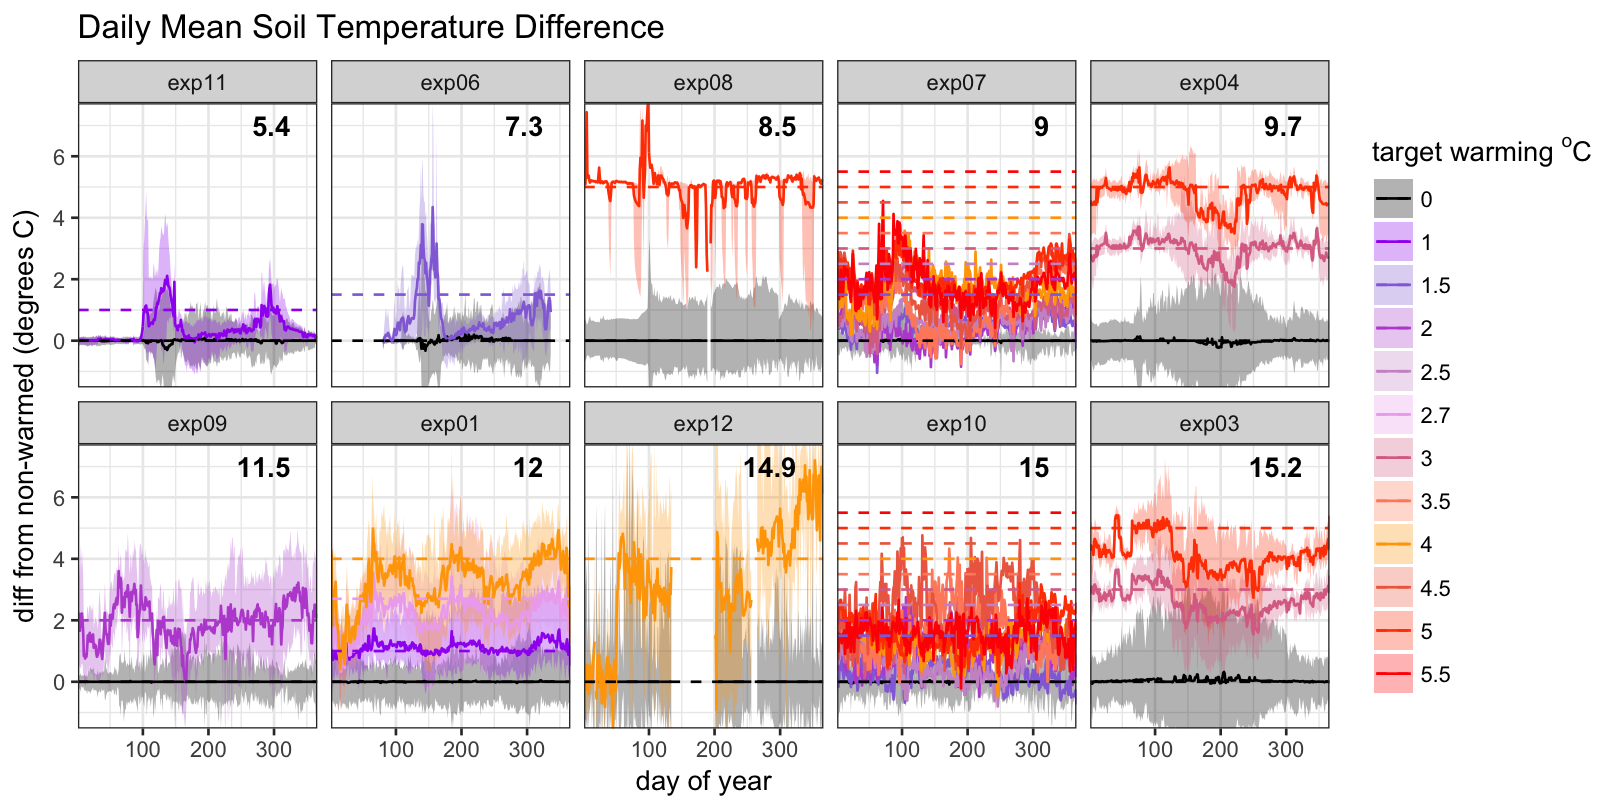 Daily Mean Soil Temperature Difference
exp11 exp06 exp08 exp07 exp04
5.4 7.3 8.5 9 9.7
6
4
2
0
exp09 exp01 exp12 exp10 exp03
11.5 12 14.9 15 15.2
6
4
2
0
100 200 300 100 200 300 100 200 300 100 200 300 100 200 300
day of year
diff from non-warmed (degrees C)
target warming °C
0
1
1.5
2
2.5
2.7
3
3.5
4
4.5
5
5.5